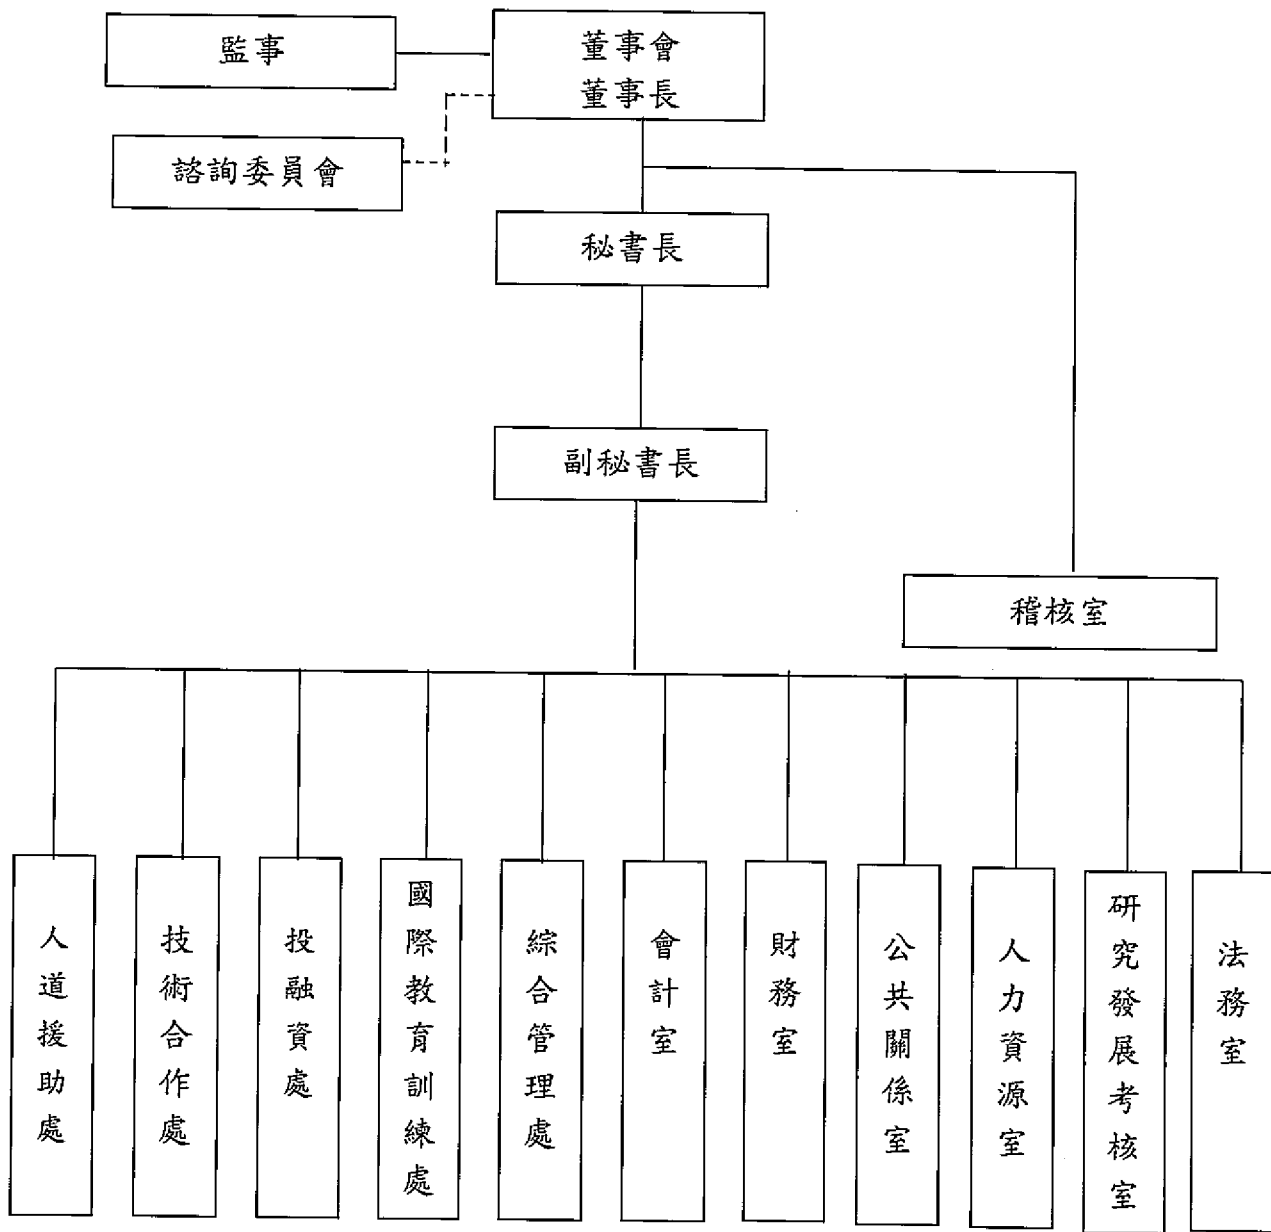 監事
董事會
董事長
諮詢委員會
秘書長
副秘書長
稽核室
人道援助處
技術合作處
投融資處
國際教育訓練處
綜合管理處
會計室
財務室
公共關係室
人力資源室
研究發展考核室
法務室